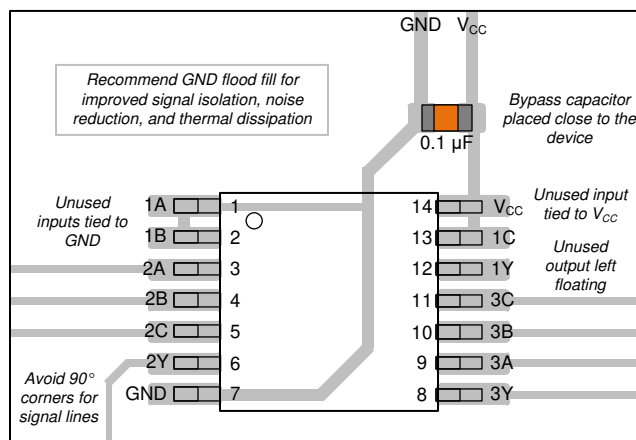 GND VCC
Recommend GND flood fill for
improved signal isolation, noise
reduction, and thermal dissipation
Bypass capacitor
placed close to the
device
0.1 µF
Unused
inputs tied to
GND
1A 1 14 VCC
1B 2 13 1C
2A 3 12 1Y
2B 4 11 3C
2C 5 10 3B
2Y 6 9 3A
GND 7 8 3Y
Unused input
tied to VCC
Unused
output left
floating
Avoid 90°
corners for
signal lines